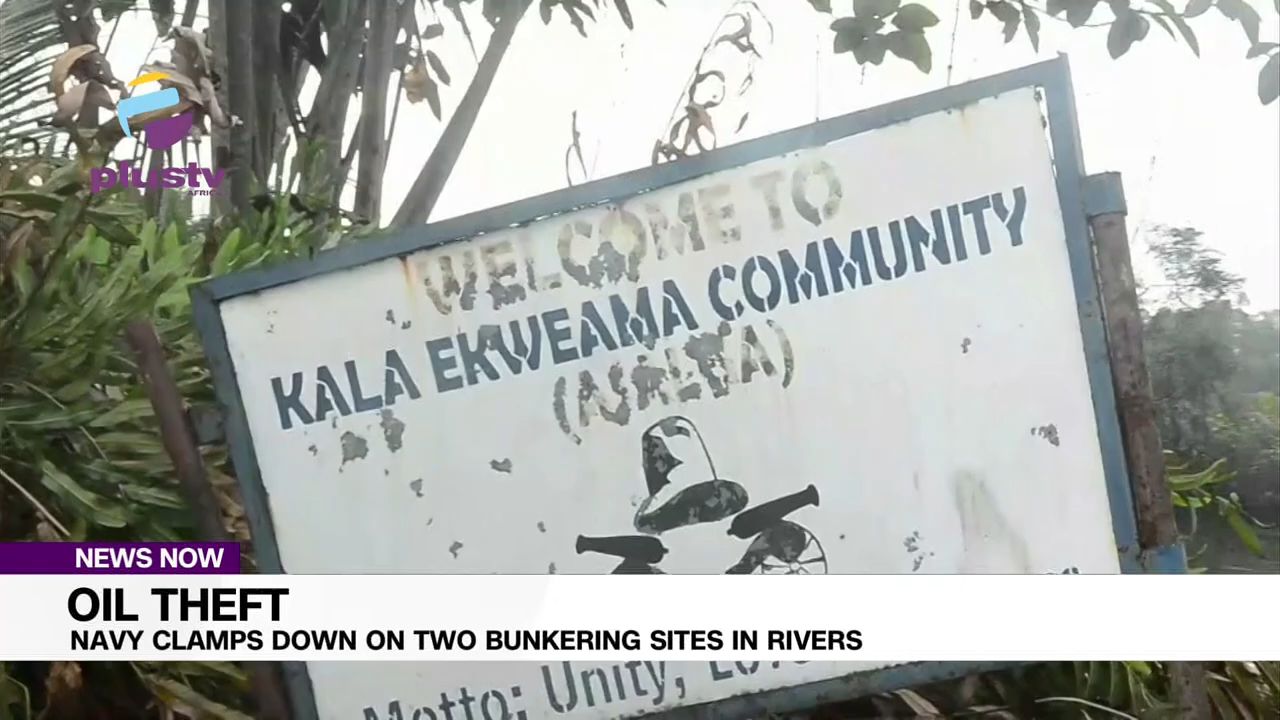 plustv
AFRICA
WELCOME TO
KALA EKWEAMA COMMUNITY
NEWS NOW
OIL THEFT
NAVY CLAMPS DOWN ON TWO BUNKERING SITES IN RIVERS
Motto: Unity,